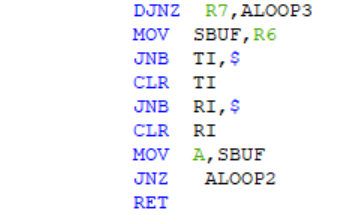 DJNZ R7,ALOOP3
MOV SBUF,R6
JNB TI,$
CLR TI
JNB RI,$
CLR RI
MOV A,SBUF
JNZ ALOOP2
RET